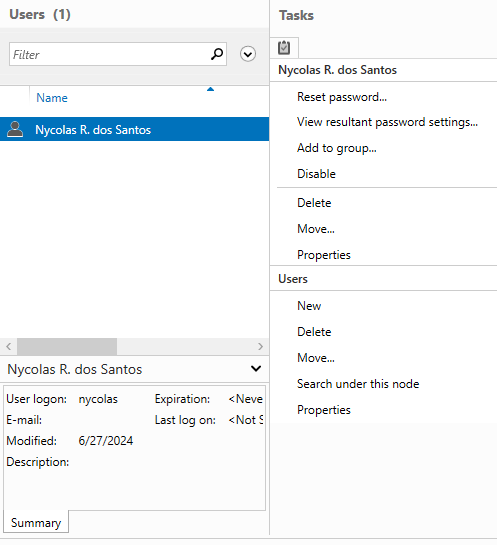 Users (1)
Filter
Name
Nycolas R. dos Santos
Nycolas R. dos Santos
User logon: nycolas Expiration: <Neve
E-mail: Last log on: <Not S
Modified: 6/27/2024
Description:
Summary
Tasks
Nycolas R. dos Santos
Reset password...
View resultant password settings...
Add to group...
Disable
Delete
Move...
Properties
Users
New
Delete
Move...
Search under this node
Properties